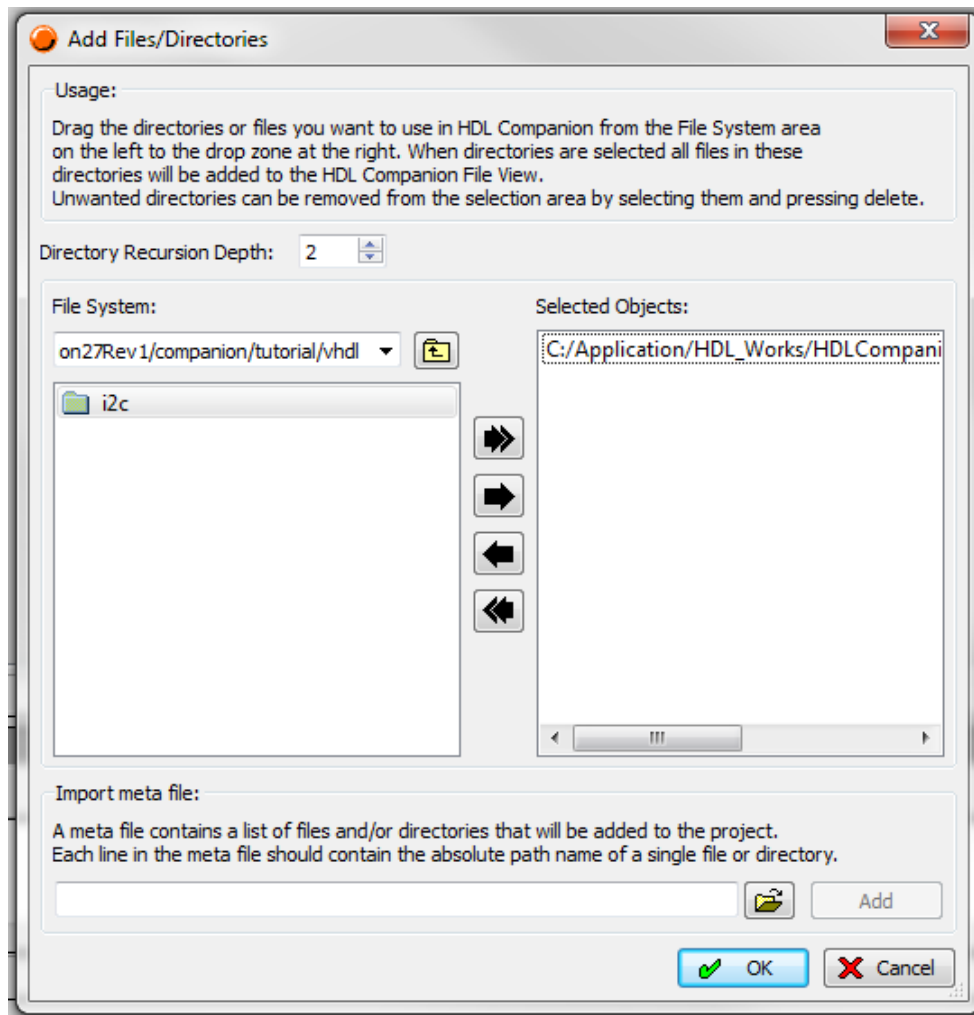 Add Files/Directories
Usage:
Drag the directories or files you want to use in HDL Companion from the File System area
on the left to the drop zone at the right. When directories are selected all files in these
directories will be added to the HDL Companion File View.
Unwanted directories can be removed from the selection area by selecting them and pressing delete.
Directory Recursion Depth: 2
File System:
Selected Objects:
on27Rev1/companion/tutorial/vhdl
C:/Application/HDL_Works/HDLCompani
i2c
Import meta file:
A meta file contains a list of files and/or directories that will be added to the project.
Each line in the meta file should contain the absolute path name of a single file or directory.
Add
OK
Cancel